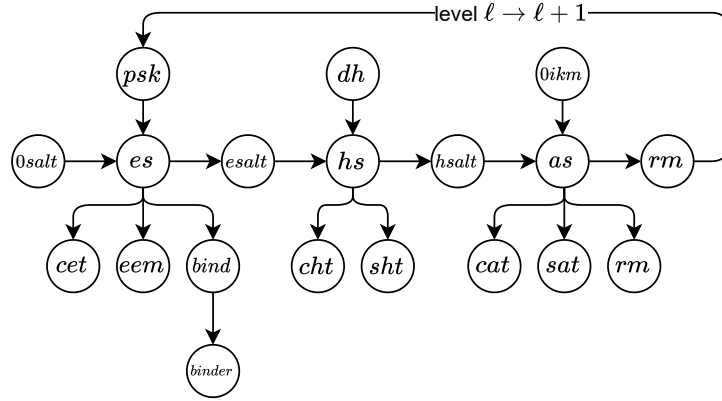 level ℓ → ℓ + 1
psk dh 0ikm
0salt es esalt hs hsalt as rm
cet eem bind cht sht cat sat rm
binder